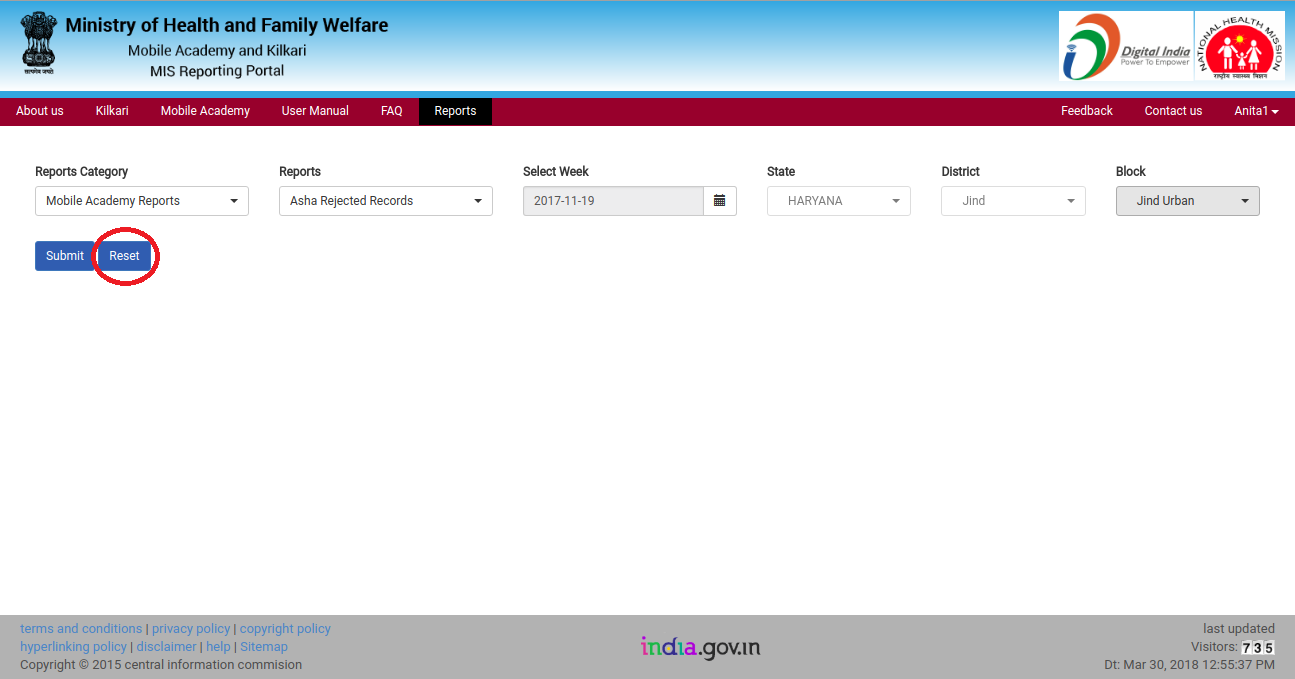 Ministry of Health and Family Welfare
Mobile Academy and Kilkari
MIS Reporting Portal
सत्यमेव जयते
Digital India
Power To Empower
NATIONAL HEALTH MISSION
राष्ट्रीय स्वास्थ्य मिशन
About us Kilkari Mobile Academy User Manual FAQ Reports Feedback Contact us Anita1
Reports Category Reports Select Week State District Block
Mobile Academy Reports Asha Rejected Records 2017-11-19 HARYANA Jind Jind Urban
Submit Reset
terms and conditions | privacy policy | copyright policy
hyperlinking policy | disclaimer | help | Sitemap
Copyright © 2015 central information commision
india.gov.in
last updated
Visitors: 735
Dt: Mar 30, 2018 12:55:37 PM